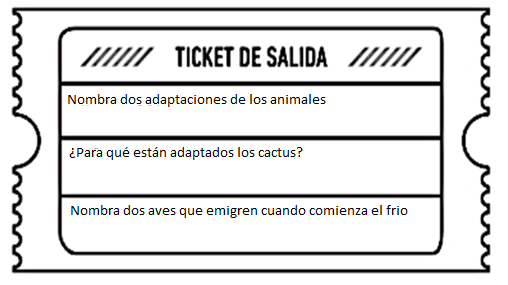 TICKET DE SALIDA
Nombra dos adaptaciones de los animales
¿Para qué están adaptados los cactus?
Nombra dos aves que emigren cuando comienza el frio